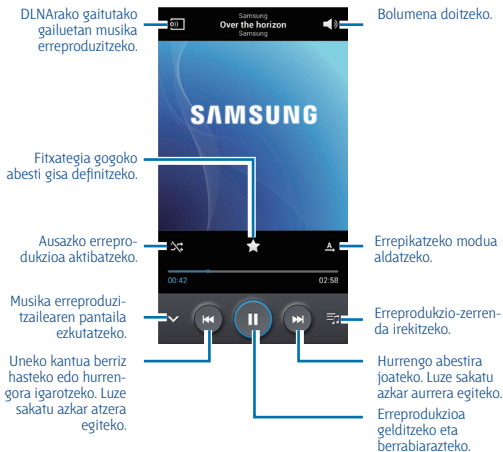 DLNArako gaitutako
gailuetan musika
erreproduzitzeko.
Samsung
Over the horizon
Samsung
Bolumena doitzeko.
SAMSUNG
Fitxategia gogoko
abesti gisa definitzeko.
Ausazko errepro-
dukzioa aktibatzeko.
A
Errepikatzeko modua
aldatzeko.
00:42
02:58
Musika erreproduzi-
tzailearen pantaila
ezkutatzeko.
Erreprodukzio-zerren-
da irekitzeko.
Uneko kantua berriz
hasteko edo hurren-
gora igarotzeko. Luze
sakatu azkar atzera
egiteko.
Hurrengo abestira
joateko. Luze sakatu
azkar aurrera egiteko.
Erreprodukzioa
gelditzeko eta
berrabiarazteko.